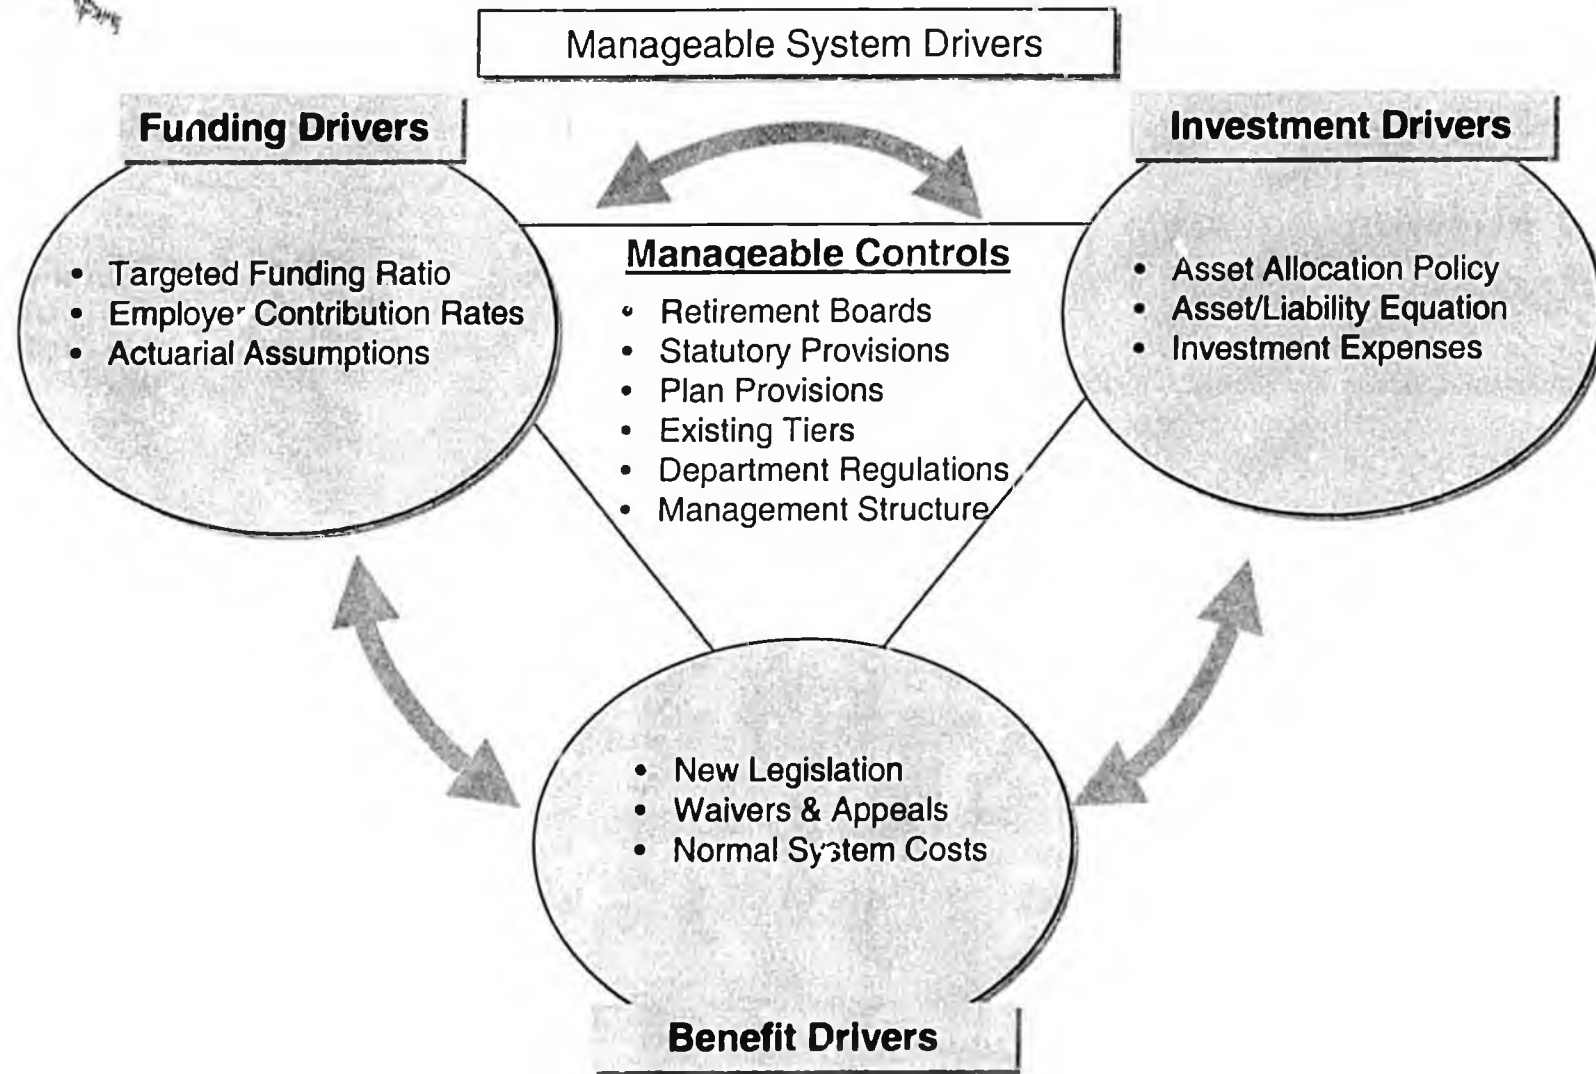 Manageable System Drivers
Funding Drivers
Investment Drivers
• Targeted Funding Ratio
• Employer Contribution Rates
• Actuarial Assumptions
Manageable Controls
• Retirement Boards
• Statutory Provisions
• Plan Provisions
• Existing Tiers
• Department Regulations
• Management Structure
• Asset Allocation Policy
• Asset/Liability Equation
• Investment Expenses
• New Legislation
• Waivers & Appeals
• Normal System Costs
Benefit Drivers